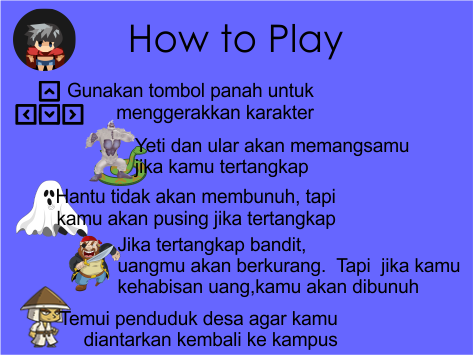 How to Play
Gunakan tombol panah untuk
menggerakkan karakter
Yeti dan ular akan memangsamu
jika kamu tertangkap
Hantu tidak akan membunuh, tapi
kamu akan pusing jika tertangkap
Jika tertangkap bandit,
uangmu akan berkurang.  Tapi  jika kamu
kehabisan uang,kamu akan dibunuh
Temui penduduk desa agar kamu
diantarkan kembali ke kampus